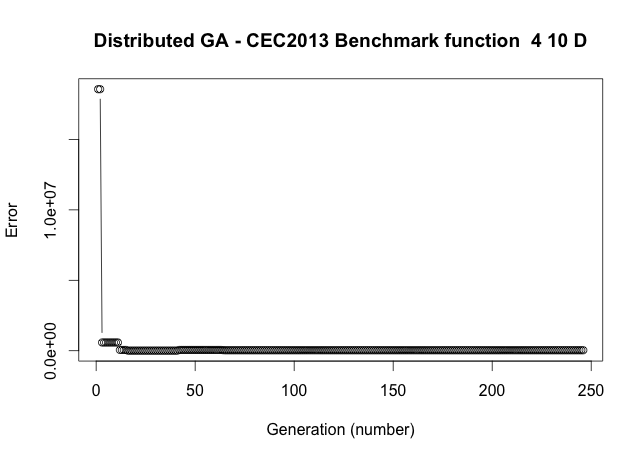 Distributed GA - CEC2013 Benchmark function  4 10 D
Error
1.0e+07
0.0e+00
0 50 100 150 200 250
Generation (number)